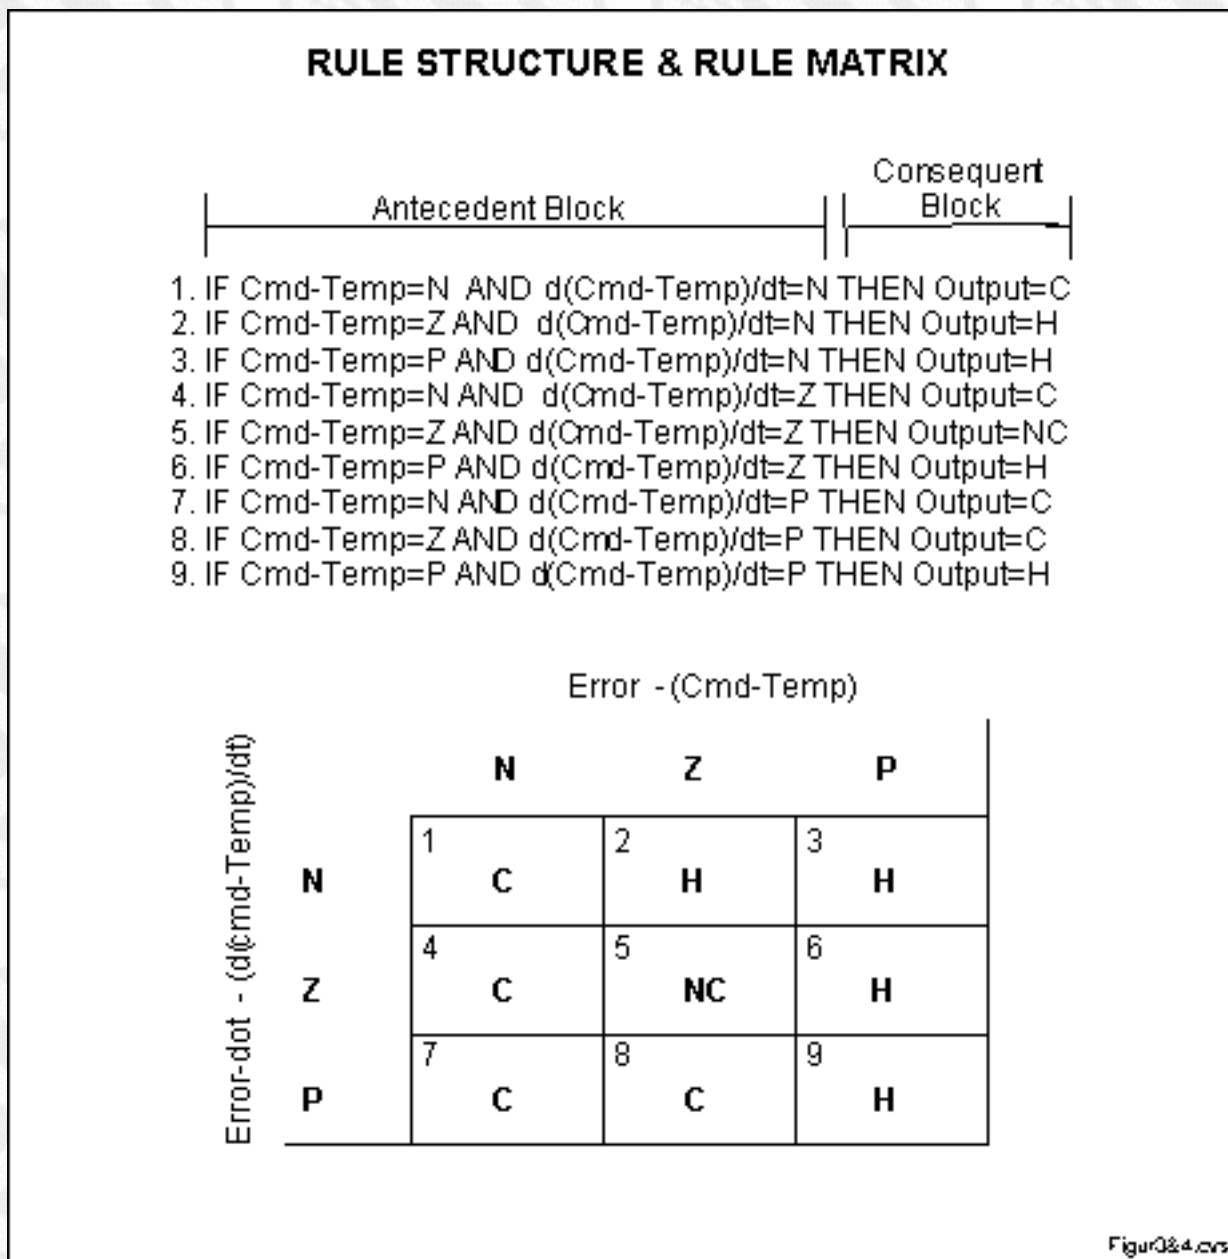 RULE STRUCTURE & RULE MATRIX
Consequent
Antecedent Block
Block
1. IF Cmd-Temp=N AND d(Cmd-Temp)/dt=N THEN Output=C
2. IF Cmd-Temp=Z AND d(Cmd-Temp)/dt=N THEN Output=H
3. IF Cmd-Temp=P AND d(Cmd-Temp)/dt=N THEN Output=H
4. IF Cmd-Temp=N AND d(Cmd-Temp)/dt=Z THEN Output=C
5. IF Cmd-Temp=Z AND d(Cmd-Temp)/dt=Z THEN Output=NC
6. IF Cmd-Temp=P AND d(Cmd-Temp)/dt=Z THEN Output=H
7. IF Cmd-Temp=N AND d(Cmd-Temp)/dt=P THEN Output=C
8. IF Cmd-Temp=Z AND d(Cmd-Temp)/dt=P THEN Output=C
9. IF Cmd-Temp=P AND d(Cmd-Temp)/dt=P THEN Output=H
Error - (Cmd-Temp)
Error-dot - (d(cmd-Temp)/dt)
N Z P
1 2 3
N C H H
4 5 6
Z C NC H
7 8 9
P C C H
Figur3&4.cvs